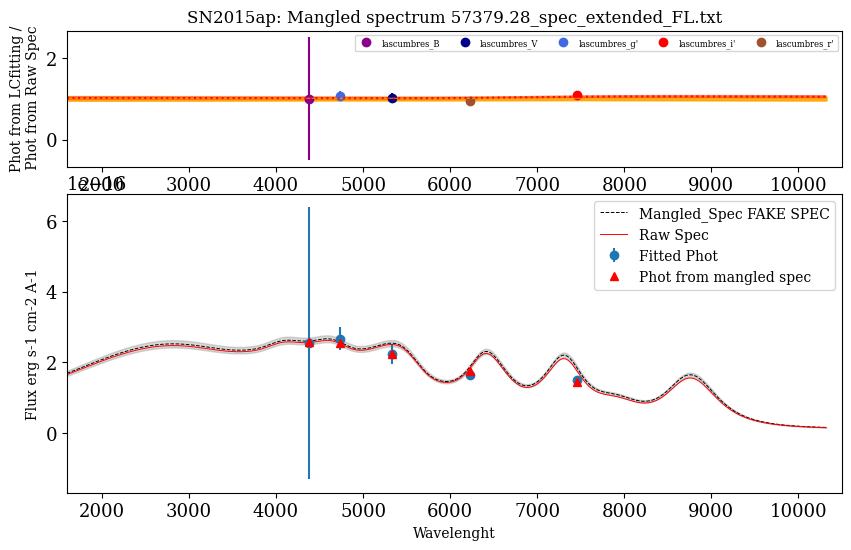 SN2015ap: Mangled spectrum 57379.28_spec_extended_FL.txt
Phot from LCfitting /
Phot from Raw Spec
2
0
lascumbres_B
lascumbres_V
lascumbres_g'
lascumbres_i'
lascumbres_r'
2000 3000 4000 5000 6000 7000 8000 9000 10000
1e−16
Flux erg s-1 cm-2 A-1
6
4
2
0
Mangled_Spec FAKE SPEC
Raw Spec
Fitted Phot
Phot from mangled spec
2000 3000 4000 5000 6000 7000 8000 9000 10000
Wavelenght